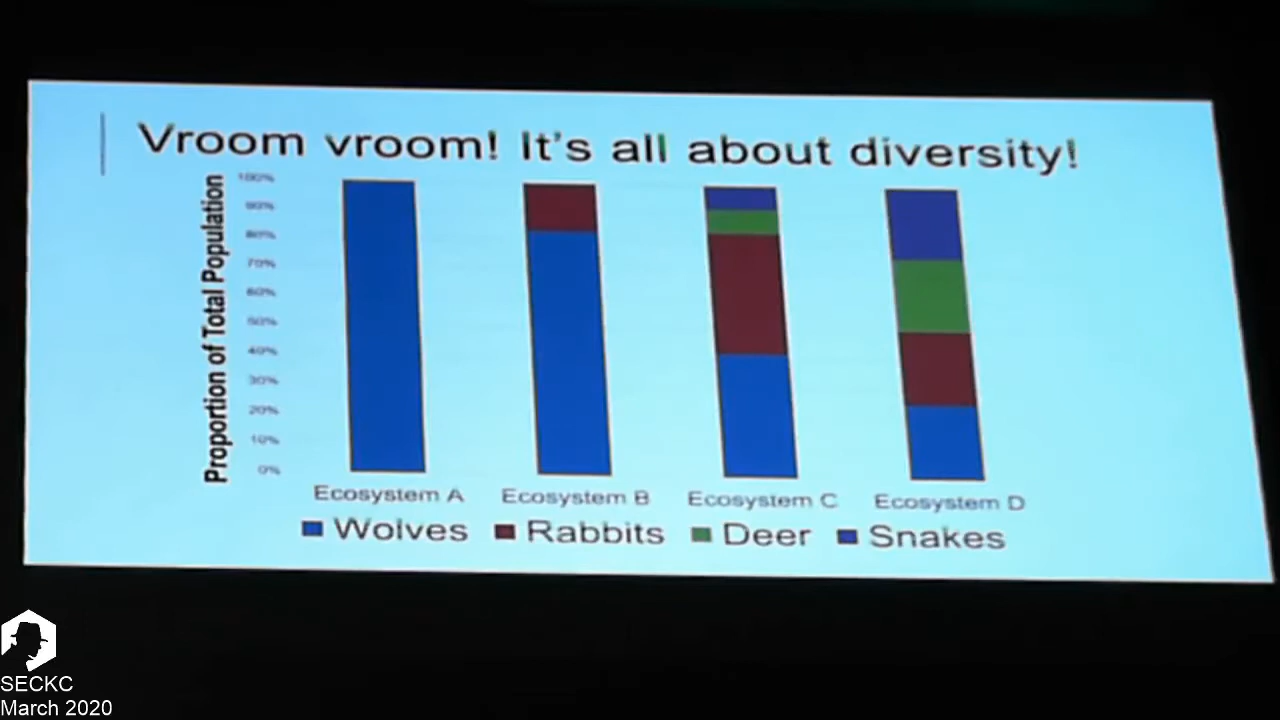 Vroom vroom! It's all about diversity!
Proportion of Total Population
100%
90%
80%
70%
60%
50%
40%
30%
20%
10%
0%
Ecosystem A Ecosystem B Ecosystem C Ecosystem D
Wolves Rabbits Deer Snakes
SECKC
March 2020